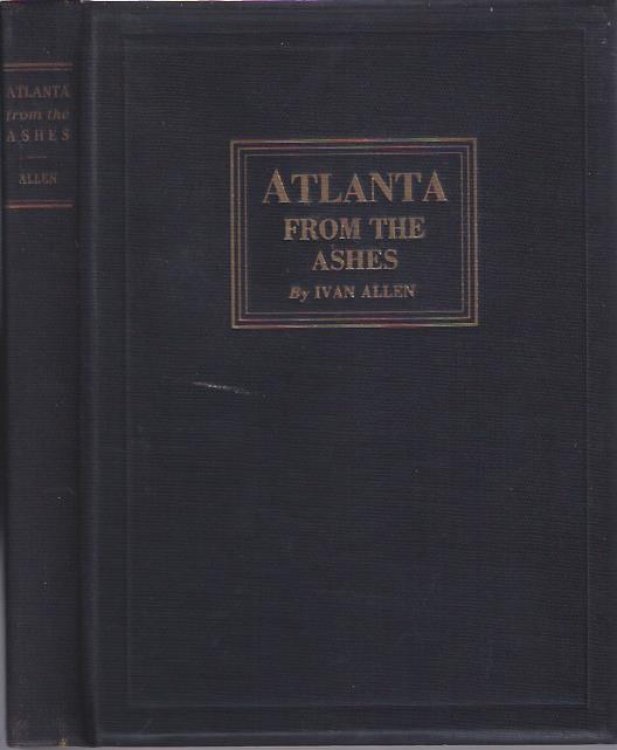 ATLANTA
from the
ASHES
ALLEN
ATLANTA
FROM THE
ASHES
By IVAN ALLEN